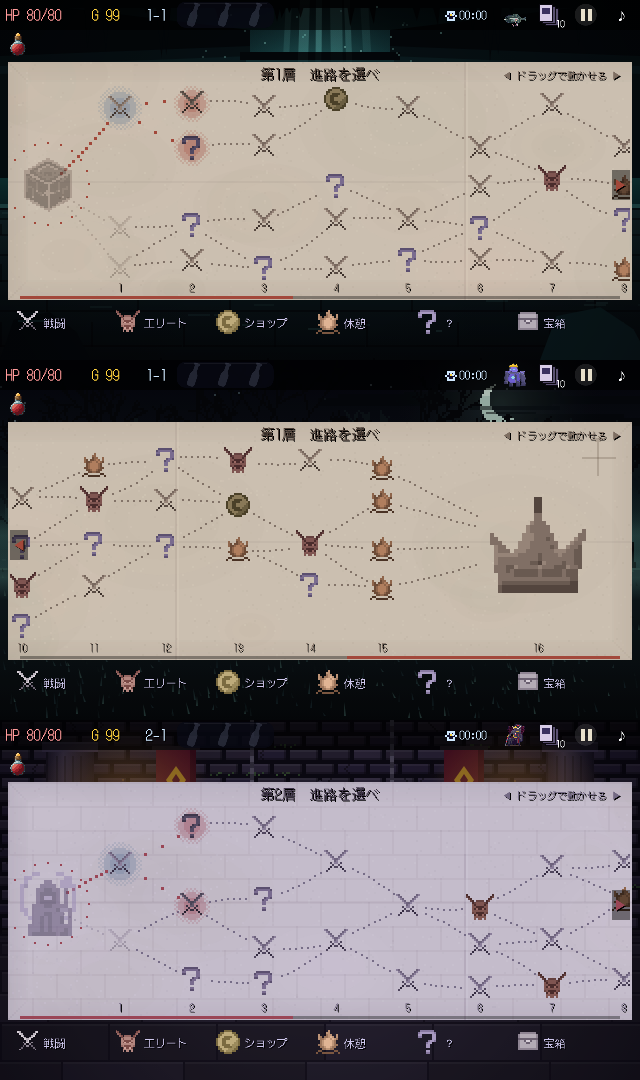 HP 80/80 G 99 1-1 00:00 10 ♪
第1層 進路を選べ ◀ ドラッグで動かせる ▶
? 
?
? ?
? ?
1 2 3 4 5 6 7 8
戦闘 エリート ショップ 休憩 ? ? 宝箱
HP 80/80 G 99 1-1 00:00 10 ♪
第1層 進路を選べ ◀ ドラッグで動かせる ▶
10 11 12 13 14 15 16
戦闘 エリート ショップ 休憩 ? ? 宝箱
HP 80/80 G 99 2-1 00:00 10 ♪
第2層 進路を選べ ◀ ドラッグで動かせる ▶
1 2 3 4 5 6 7 8
戦闘 エリート ショップ 休憩 ? ? 宝箱